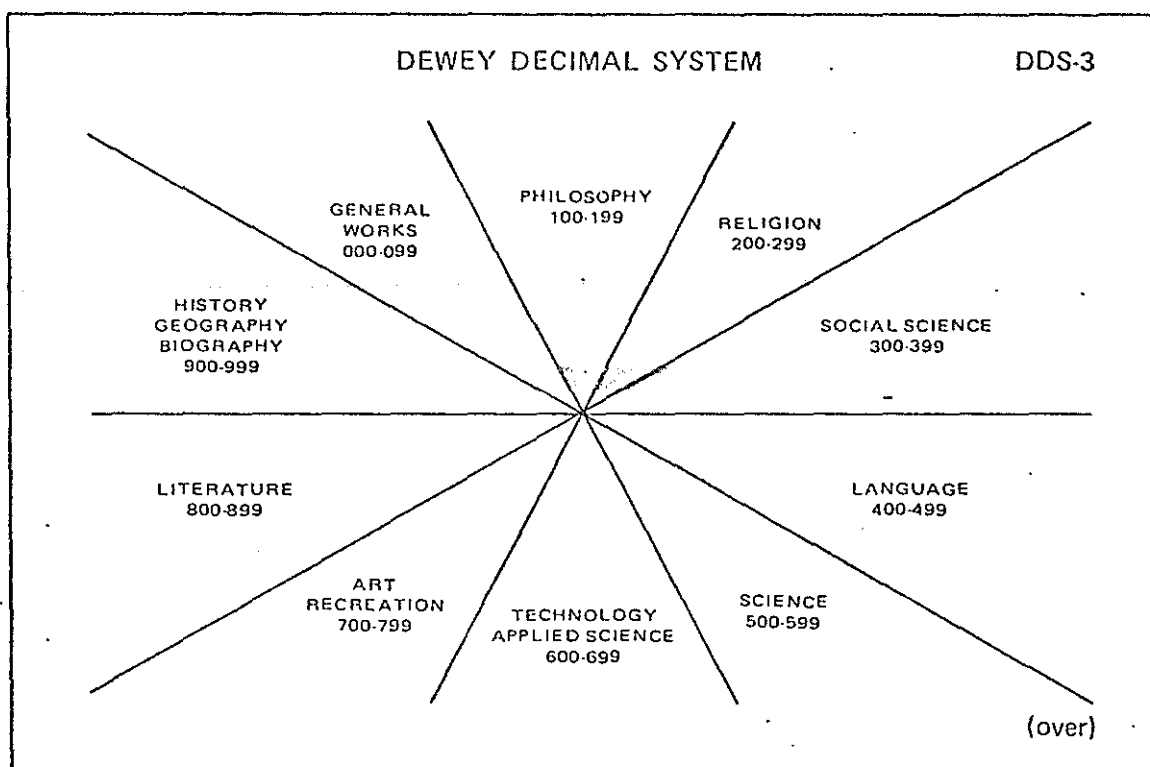 DEWEY DECIMAL SYSTEM
DDS-3
GENERAL
WORKS
000-099
PHILOSOPHY
100-199
RELIGION
200-299
SOCIAL SCIENCE
300-399
LANGUAGE
400-499
SCIENCE
500-599
TECHNOLOGY
APPLIED SCIENCE
600-699
ART
RECREATION
700-799
LITERATURE
800-899
HISTORY
GEOGRAPHY
BIOGRAPHY
900-999
(over)